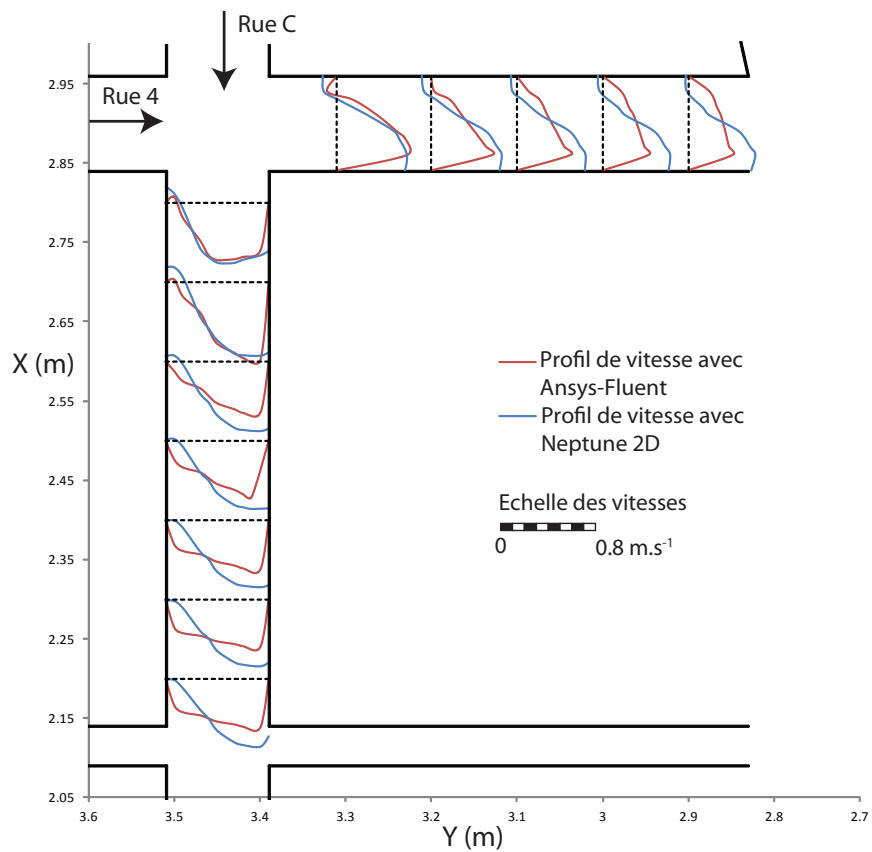 Rue C
Rue 4
2.95
2.85
2.75
2.65
2.55
2.45
2.35
2.25
2.15
2.05
X (m)
Profil de vitesse avec
Ansys-Fluent
Profil de vitesse avec
Neptune 2D
Echelle des vitesses
0 0.8 m.s⁻¹
3.6 3.5 3.4 3.3 3.2 3.1 3 2.9 2.8 2.7
Y (m)